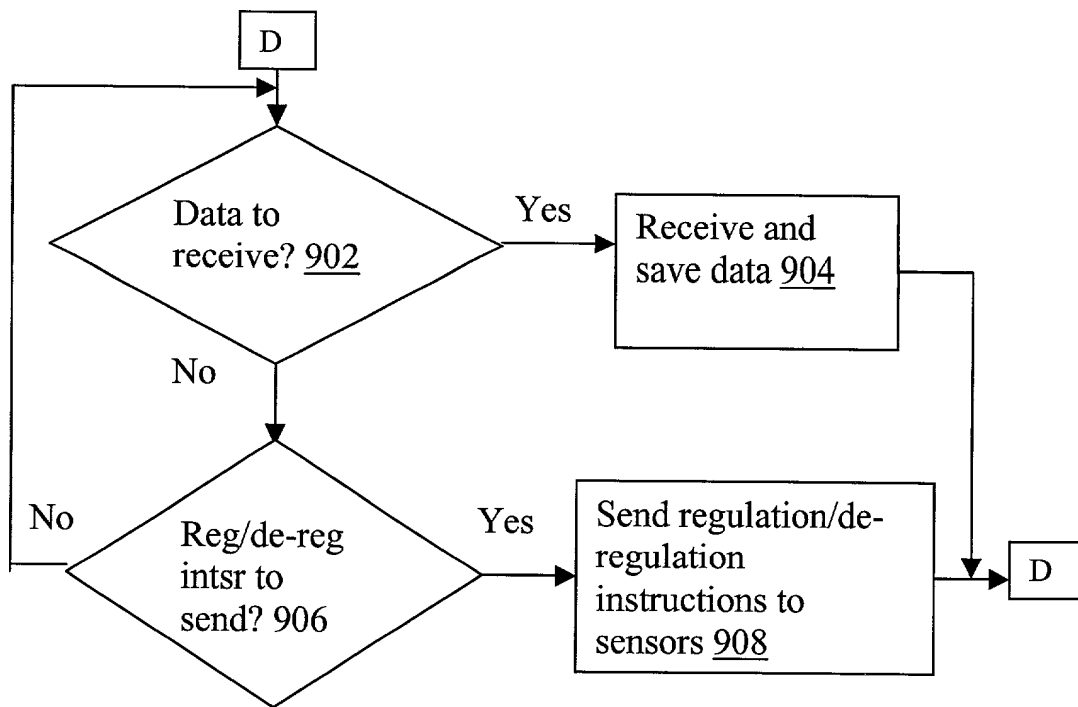 D
Data to
receive? 902
Yes
Receive and
save data 904
No
No
Reg/de-reg
intsr to
send? 906
Yes
Send regulation/de-
regulation
instructions to
sensors 908
D